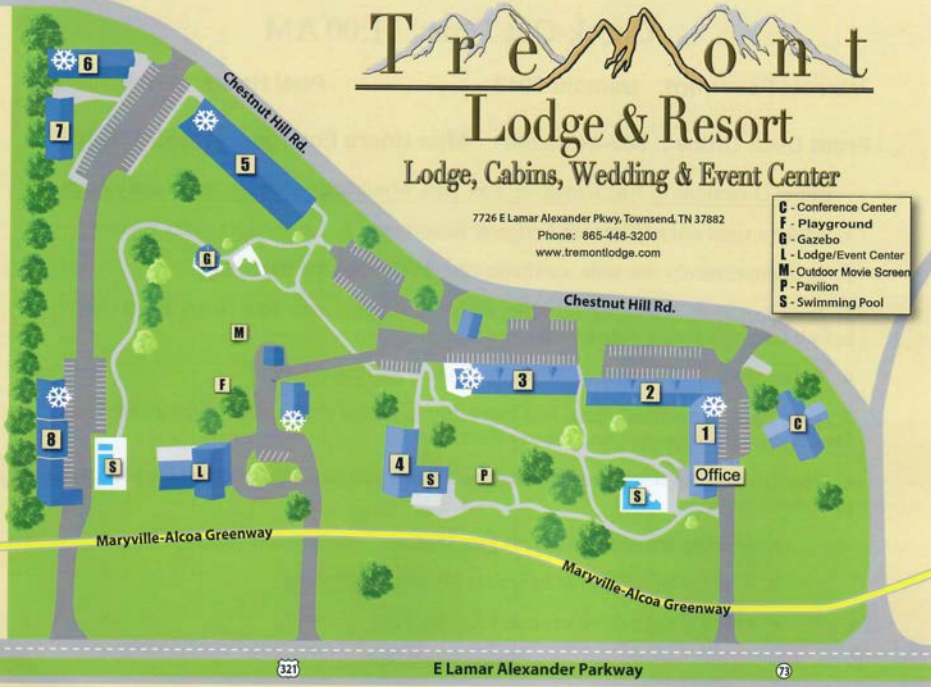 Tremont
Lodge & Resort
Lodge, Cabins, Wedding & Event Center
7726 E Lamar Alexander Pkwy, Townsend, TN 37882
Phone: 865-448-3200
www.tremontlodge.com
C - Conference Center
F - Playground
G - Gazebo
L - Lodge/Event Center
M - Outdoor Movie Screen
P - Pavilion
S - Swimming Pool
6
7
Chestnut Hill Rd.
5
G
Chestnut Hill Rd.
M
F
3
2
1
C
8
S
L
4
S
P
S
Office
Maryville-Alcoa Greenway
Maryville-Alcoa Greenway
321
E Lamar Alexander Parkway
73